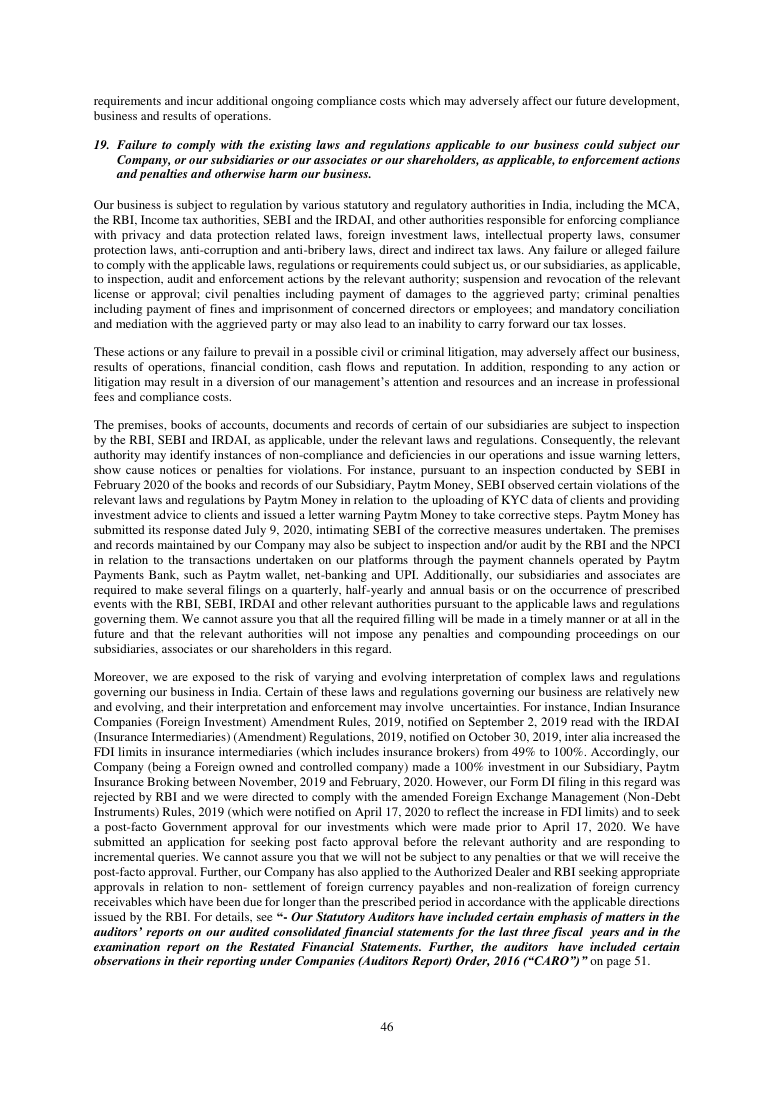 requirements and incur additional ongoing compliance costs which may adversely affect our future development,
business and results of operations.
19. Failure to comply with the existing laws and regulations applicable to our business could subject our
Company, or our subsidiaries or our associates or our shareholders, as applicable, to enforcement actions
and penalties and otherwise harm our business.
Our business is subject to regulation by various statutory and regulatory authorities in India, including the MCA,
the RBI, Income tax authorities, SEBI and the IRDAI, and other authorities responsible for enforcing compliance
with privacy and data protection related laws, foreign investment laws, intellectual property laws, consumer
protection laws, anti-corruption and anti-bribery laws, direct and indirect tax laws. Any failure or alleged failure
to comply with the applicable laws, regulations or requirements could subject us, or our subsidiaries, as applicable,
to inspection, audit and enforcement actions by the relevant authority; suspension and revocation of the relevant
license or approval; civil penalties including payment of damages to the aggrieved party; criminal penalties
including payment of fines and imprisonment of concerned directors or employees; and mandatory conciliation
and mediation with the aggrieved party or may also lead to an inability to carry forward our tax losses.
These actions or any failure to prevail in a possible civil or criminal litigation, may adversely affect our business,
results of operations, financial condition, cash flows and reputation. In addition, responding to any action or
litigation may result in a diversion of our management's attention and resources and an increase in professional
fees and compliance costs.
The premises, books of accounts, documents and records of certain of our subsidiaries are subject to inspection
by the RBI, SEBI and IRDAI, as applicable, under the relevant laws and regulations. Consequently, the relevant
authority may identify instances of non-compliance and deficiencies in our operations and issue warning letters,
show cause notices or penalties for violations. For instance, pursuant to an inspection conducted by SEBI in
February 2020 of the books and records of our Subsidiary, Paytm Money, SEBI observed certain violations of the
relevant laws and regulations by Paytm Money in relation to the uploading of KYC data of clients and providing
investment advice to clients and issued a letter warning Paytm Money to take corrective steps. Paytm Money has
submitted its response dated July 9, 2020, intimating SEBI of the corrective measures undertaken. The premises
and records maintained by our Company may also be subject to inspection and/or audit by the RBI and the NPCI
in relation to the transactions undertaken on our platforms through the payment channels operated by Paytm
Payments Bank, such as Paytm wallet, net-banking and UPI. Additionally, our subsidiaries and associates are
required to make several filings on a quarterly, half-yearly and annual basis or on the occurrence of prescribed
events with the RBI, SEBI, IRDAI and other relevant authorities pursuant to the applicable laws and regulations
governing them. We cannot assure you that all the required filling will be made in a timely manner or at all in the
future and that the relevant authorities will not impose any penalties and compounding proceedings on our
subsidiaries, associates or our shareholders in this regard.
Moreover, we are exposed to the risk of varying and evolving interpretation of complex laws and regulations
governing our business in India. Certain of these laws and regulations governing our business are relatively new
and evolving, and their interpretation and enforcement may involve uncertainties. For instance, Indian Insurance
Companies (Foreign Investment) Amendment Rules, 2019, notified on September 2, 2019 read with the IRDAI
(Insurance Intermediaries) (Amendment) Regulations, 2019, notified on October 30, 2019, inter alia increased the
FDI limits in insurance intermediaries (which includes insurance brokers) from 49% to 100%. Accordingly, our
Company (being a Foreign owned and controlled company) made a 100% investment in our Subsidiary, Paytm
Insurance Broking between November, 2019 and February, 2020. However, our Form DI filing in this regard was
rejected by RBI and we were directed to comply with the amended Foreign Exchange Management (Non-Debt
Instruments) Rules, 2019 (which were notified on April 17, 2020 to reflect the increase in FDI limits) and to seek
a post-facto Government approval for our investments which were made prior to April 17, 2020. We have
submitted an application for seeking post facto approval before the relevant authority and are responding to
incremental queries. We cannot assure you that we will not be subject to any penalties or that we will receive the
post-facto approval. Further, our Company has also applied to the Authorized Dealer and RBI seeking appropriate
approvals in relation to non- settlement of foreign currency payables and non-realization of foreign currency
receivables which have been due for longer than the prescribed period in accordance with the applicable directions
issued by the RBI. For details, see “- Our Statutory Auditors have included certain emphasis of matters in the
auditors’ reports on our audited consolidated financial statements for the last three fiscal years and in the
examination report on the Restated Financial Statements. Further, the auditors have included certain
observations in their reporting under Companies (Auditors Report) Order, 2016 (“CARO”)” on page 51.
46